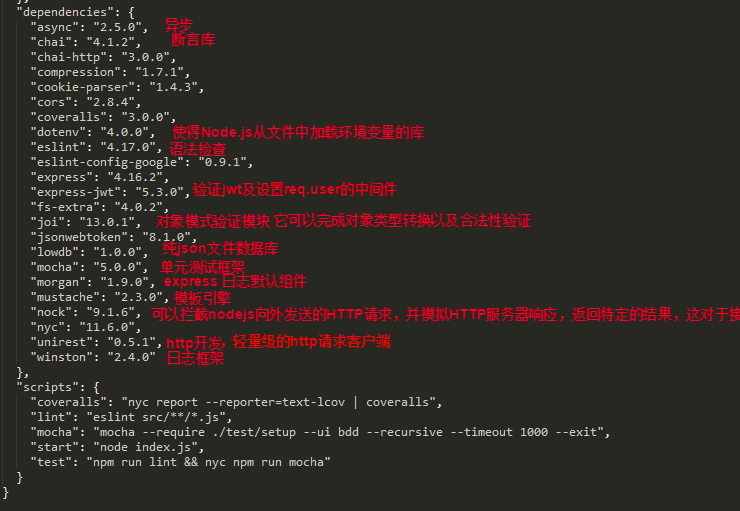 },
"dependencies": {
"async": "2.5.0", 异步
"chai": "4.1.2", 断言库
"chai-http": "3.0.0",
"compression": "1.7.1",
"cookie-parser": "1.4.3",
"cors": "2.8.4",
"coveralls": "3.0.0",
"dotenv": "4.0.0", 使得Node.js从文件中加载环境变量的库
"eslint": "4.17.0", 语法检查
"eslint-config-google": "0.9.1",
"express": "4.16.2",
"express-jwt": "5.3.0", 验证jwt及设置req.user的中间件
"fs-extra": "4.0.2",
"joi": "13.0.1", 对象模式验证模块 它可以完成对象类型转换以及合法性验证
"jsonwebtoken": "8.1.0",
"lowdb": "1.0.0", 纯json文件数据库
"mocha": "5.0.0", 单元测试框架
"morgan": "1.9.0", express 日志默认组件
"mustache": "2.3.0", 模板引擎
"nock": "9.1.6", 可以拦截nodejs向外发送的HTTP请求，并模拟HTTP服务器响应，返回特定的结果，这对于接
"nyc": "11.6.0",
"unirest": "0.5.1", http开发，轻量级的http请求客户端
"winston": "2.4.0" 日志框架
},
"scripts": {
"coveralls": "nyc report --reporter=text-lcov | coveralls",
"lint": "eslint src/**/*.js",
"mocha": "mocha --require ./test/setup --ui bdd --recursive --timeout 1000 --exit",
"start": "node index.js",
"test": "npm run lint && nyc npm run mocha"
}
}